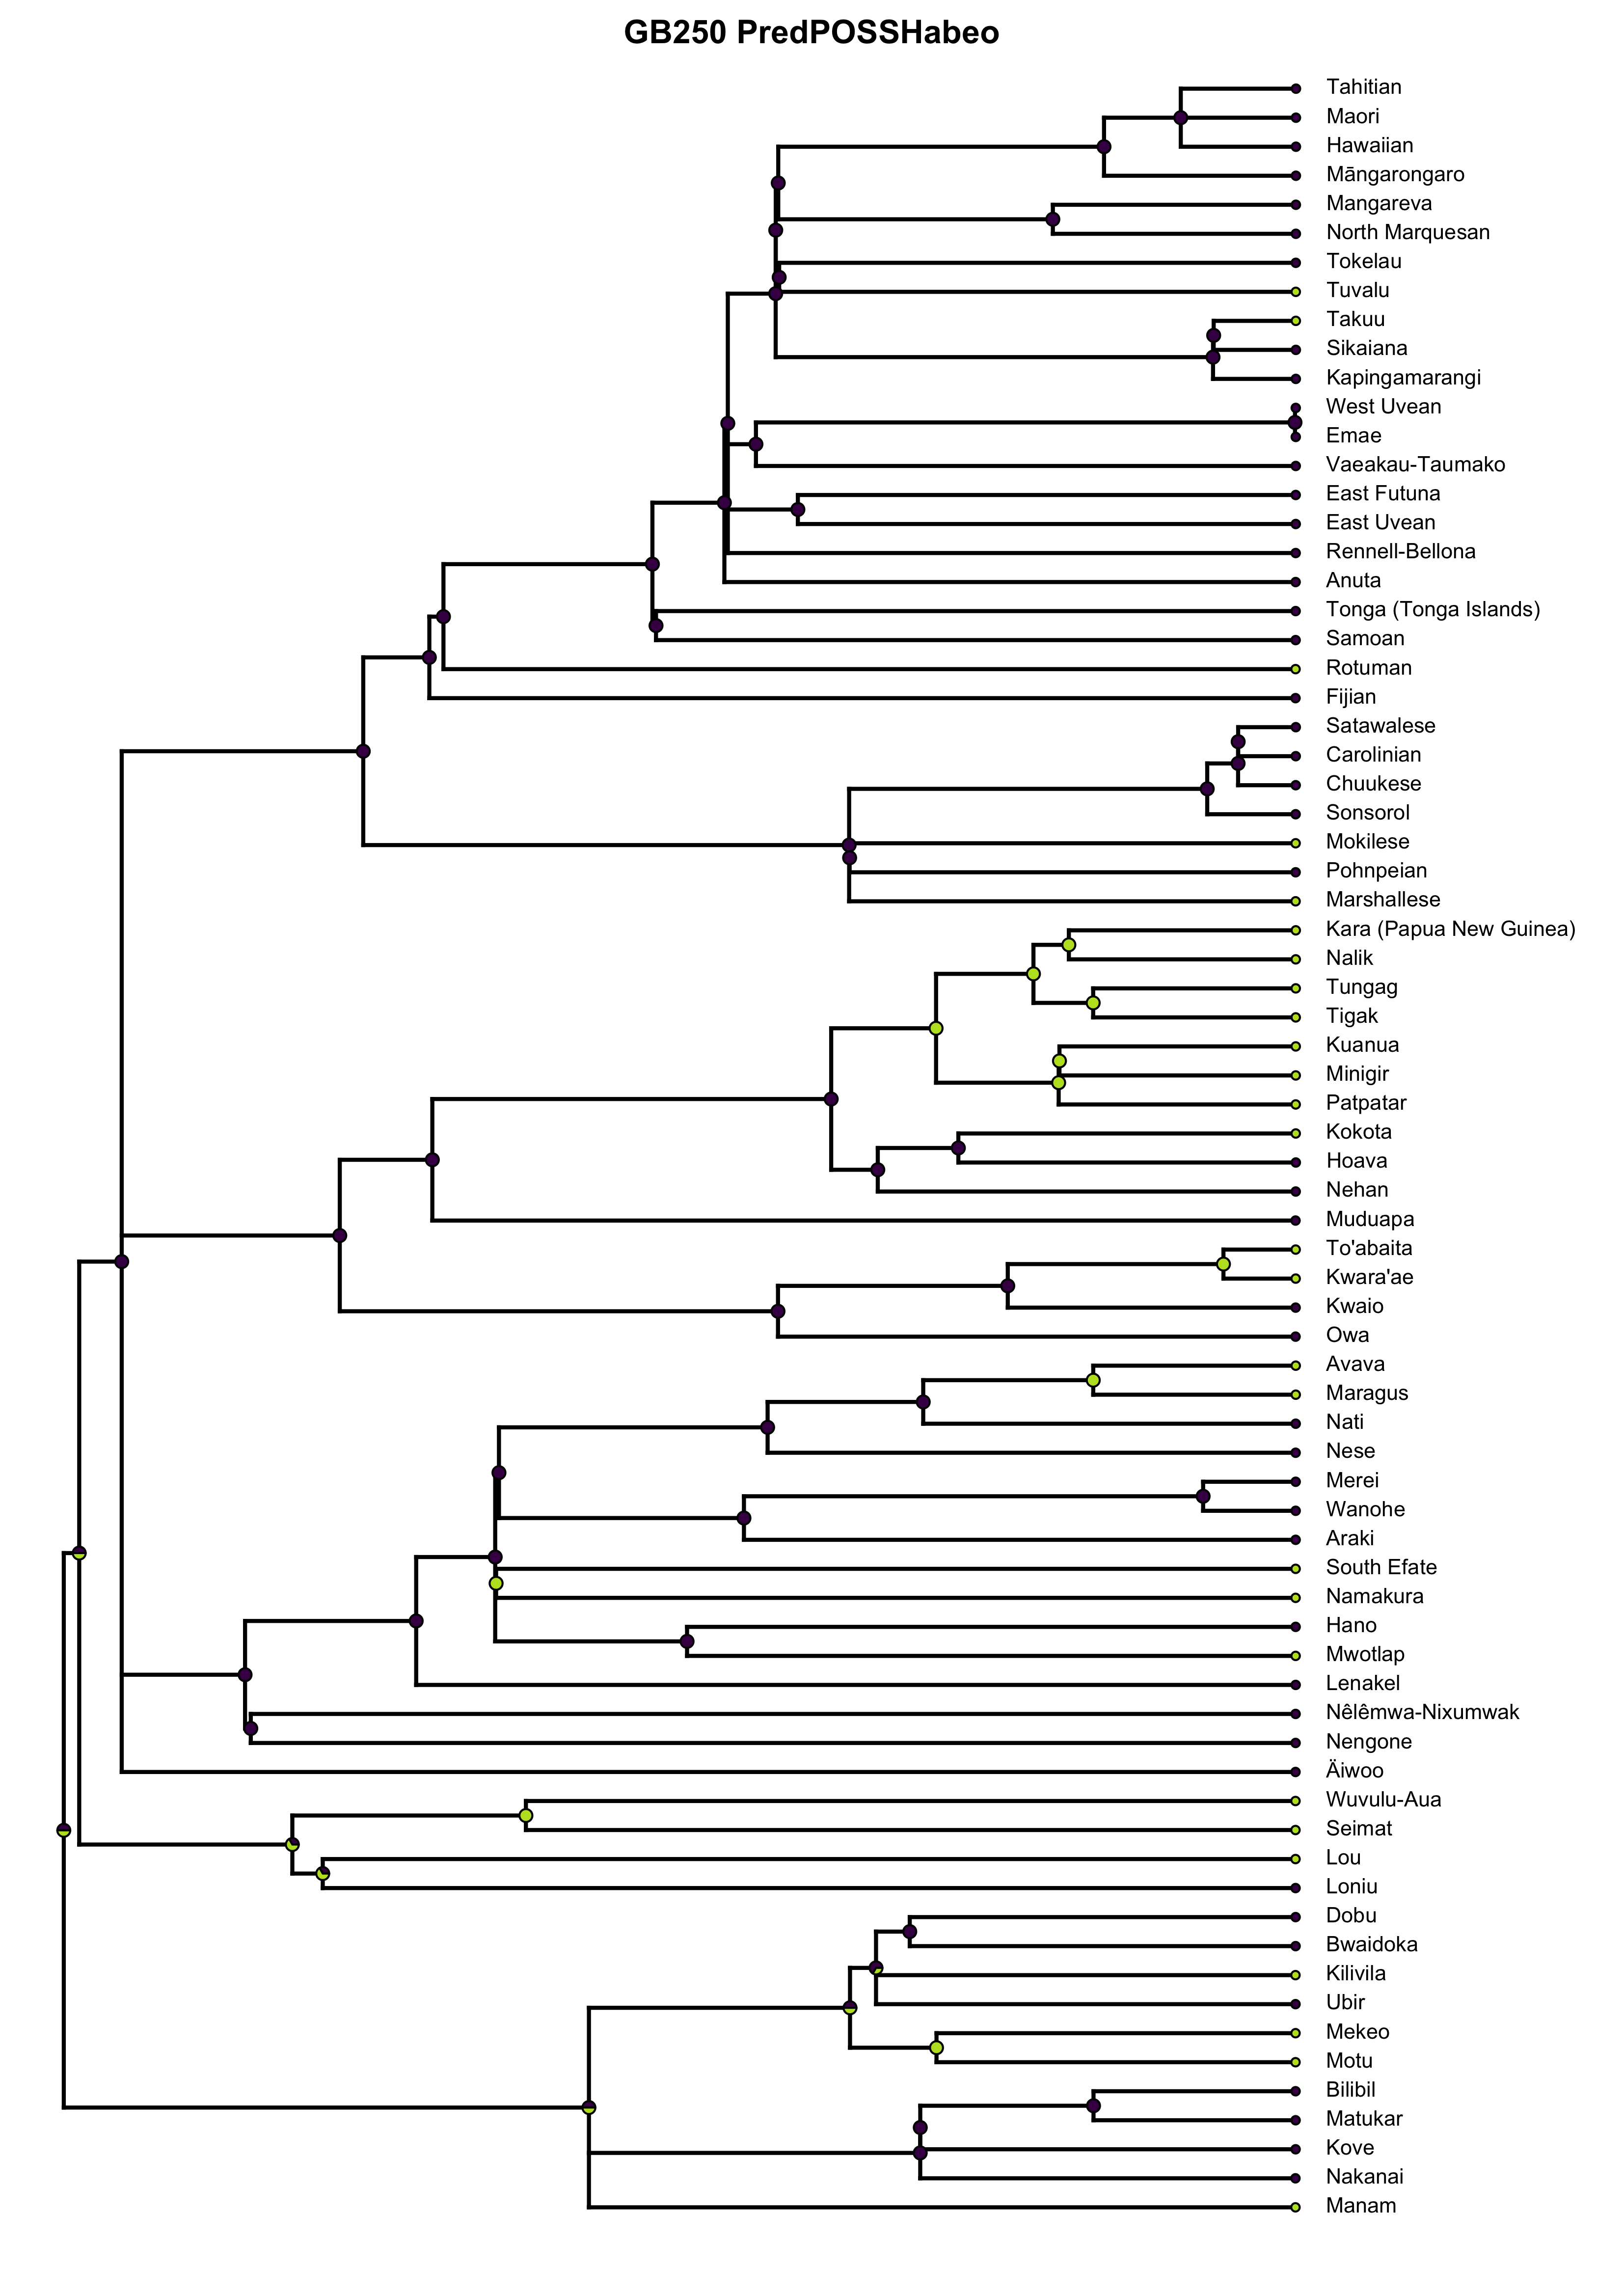 GB250 PredPOSSHabeo
Tahitian
Maori
Hawaiian
Māngarongaro
Mangareva
North Marquesan
Tokelau
Tuvalu
Takuu
Sikaiana
Kapingamarangi
West Uvean
Emae
Vaeakau-Taumako
East Futuna
East Uvean
Rennell-Bellona
Anuta
Tonga (Tonga Islands)
Samoan
Rotuman
Fijian
Satawalese
Carolinian
Chuukese
Sonsorol
Mokilese
Pohnpeian
Marshallese
Kara (Papua New Guinea)
Nalik
Tungag
Tigak
Kuanua
Minigir
Patpatar
Kokota
Hoava
Nehan
Muduapa
To'abaita
Kwara'ae
Kwaio
Owa
Avava
Maragus
Nati
Nese
Merei
Wanohe
Araki
South Efate
Namakura
Hano
Mwotlap
Lenakel
Nêlêmwa-Nixumwak
Nengone
Äiwoo
Wuvulu-Aua
Seimat
Lou
Loniu
Dobu
Bwaidoka
Kilivila
Ubir
Mekeo
Motu
Bilibil
Matukar
Kove
Nakanai
Manam